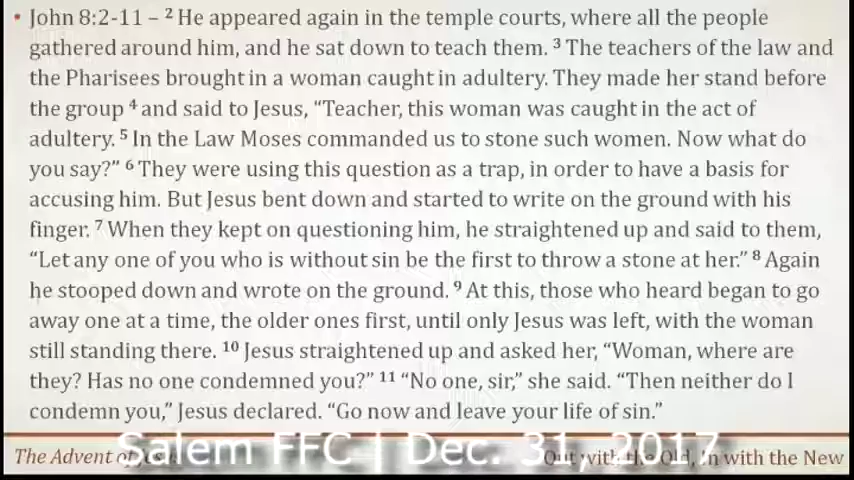 • John 8:2-11 – ² He appeared again in the temple courts, where all the people
gathered around him, and he sat down to teach them. ³ The teachers of the law and
the Pharisees brought in a woman caught in adultery. They made her stand before
the group ⁴ and said to Jesus, “Teacher, this woman was caught in the act of
adultery. ⁵ In the Law Moses commanded us to stone such women. Now what do
you say?” ⁶ They were using this question as a trap, in order to have a basis for
accusing him. But Jesus bent down and started to write on the ground with his
finger. ⁷ When they kept on questioning him, he straightened up and said to them,
“Let any one of you who is without sin be the first to throw a stone at her.” ⁸ Again
he stooped down and wrote on the ground. ⁹ At this, those who heard began to go
away one at a time, the older ones first, until only Jesus was left, with the woman
still standing there. ¹⁰ Jesus straightened up and asked her, “Woman, where are
they? Has no one condemned you?” ¹¹ “No one, sir,” she said. “Then neither do I
condemn you,” Jesus declared. “Go now and leave your life of sin.”
The Advent of Jesus
Salem FFC | Dec. 31, 2017
Out with the Old, In with the New